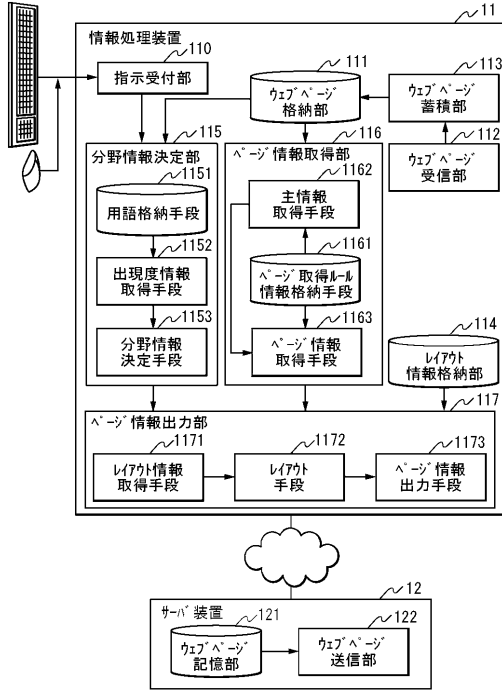 11
情報処理装置
110
指示受付部
111
ウェブページ
格納部
113
ウェブページ
蓄積部
112
ウェブページ
受信部
115
分野情報決定部
1151
用語格納手段
1152
出現度情報
取得手段
1153
分野情報
決定手段
116
ページ情報取得部
1162
主情報
取得手段
1161
ページ取得ルール
情報格納手段
1163
ページ情報
取得手段
114
レイアウト
情報格納部
117
ページ情報出力部
1171
レイアウト情報
取得手段
1172
レイアウト
手段
1173
ページ情報
出力手段
12
サーバ装置
121
ウェブページ
記憶部
122
ウェブページ
送信部